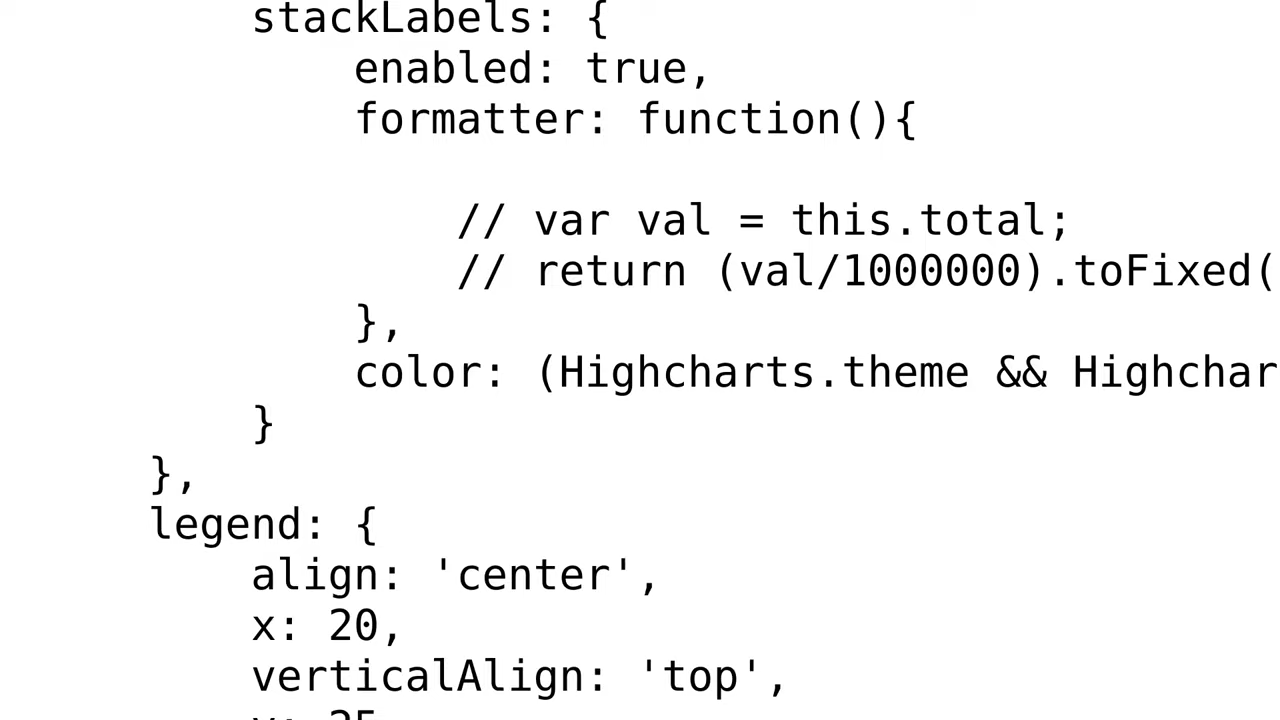 stackLabels: {
enabled: true,
formatter: function(){
// var val = this.total;
// return (val/1000000).toFixed(
},
color: (Highcharts.theme && Highchar
}
},
legend: {
align: 'center',
x: 20,
verticalAlign: 'top',